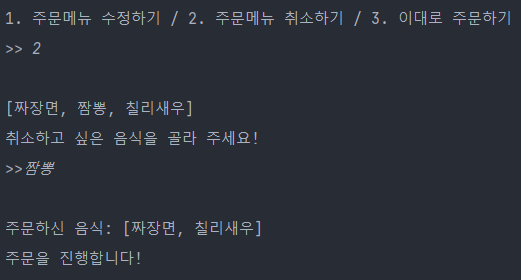 1. 주문메뉴 수정하기 / 2. 주문메뉴 취소하기 / 3. 이대로 주문하기
>> 2
[짜장면, 짬뽕, 칠리새우]
취소하고 싶은 음식을 골라 주세요!
>>짬뽕
주문하신 음식: [짜장면, 칠리새우]
주문을 진행합니다!